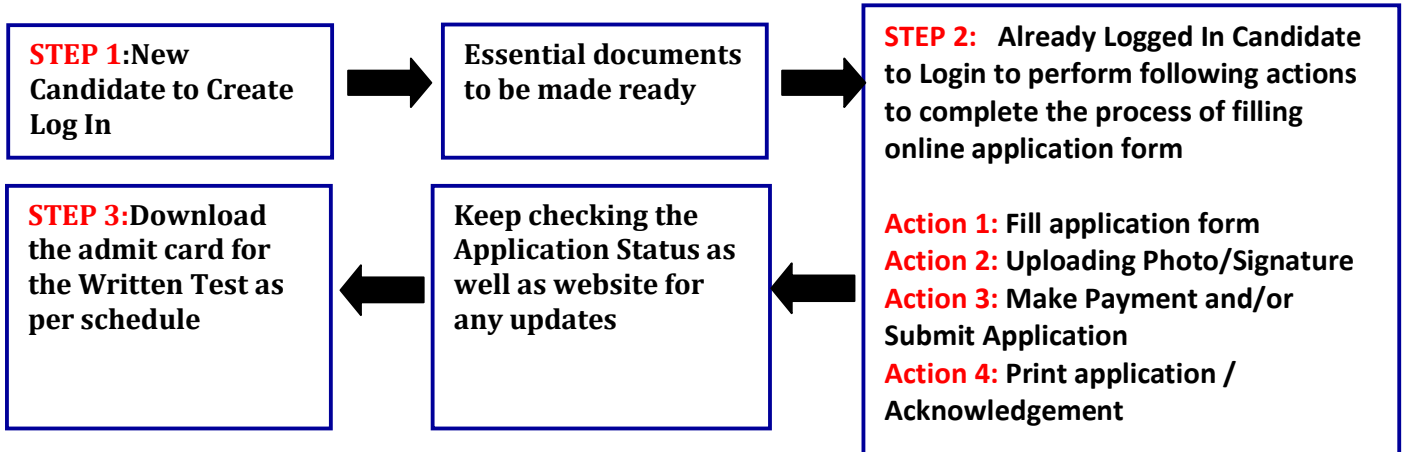 STEP 1:New
Candidate to Create
Log In
Essential documents
to be made ready
STEP 2: Already Logged In Candidate
to Login to perform following actions
to complete the process of filling
online application form
Action 1: Fill application form
Action 2: Uploading Photo/Signature
Action 3: Make Payment and/or
Submit Application
Action 4: Print application /
Acknowledgement
Keep checking the
Application Status as
well as website for
any updates
STEP 3:Download
the admit card for
the Written Test as
per schedule